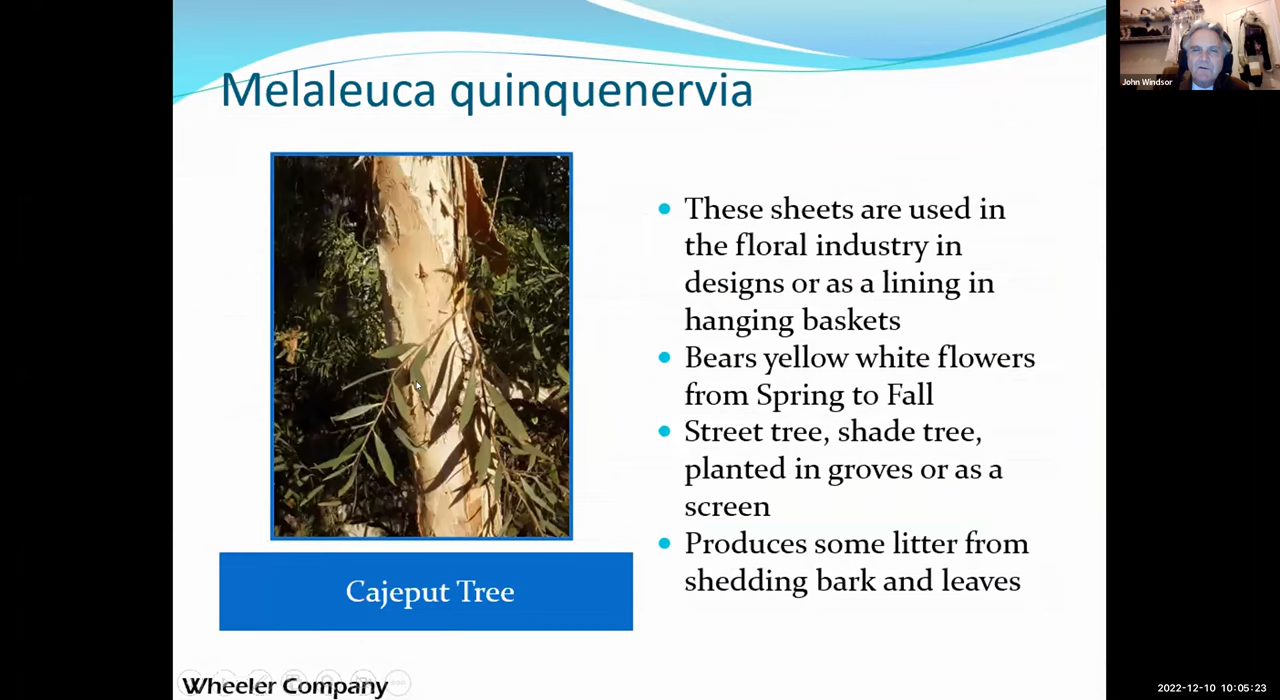 Melaleuca quinquenervia
These sheets are used in
the floral industry in
designs or as a lining in
hanging baskets
Bears yellow white flowers
from Spring to Fall
Street tree, shade tree,
planted in groves or as a
screen
Produces some litter from
shedding bark and leaves
Cajeput Tree
Wheeler Company
John Windsor
2022-12-10 10:05:23